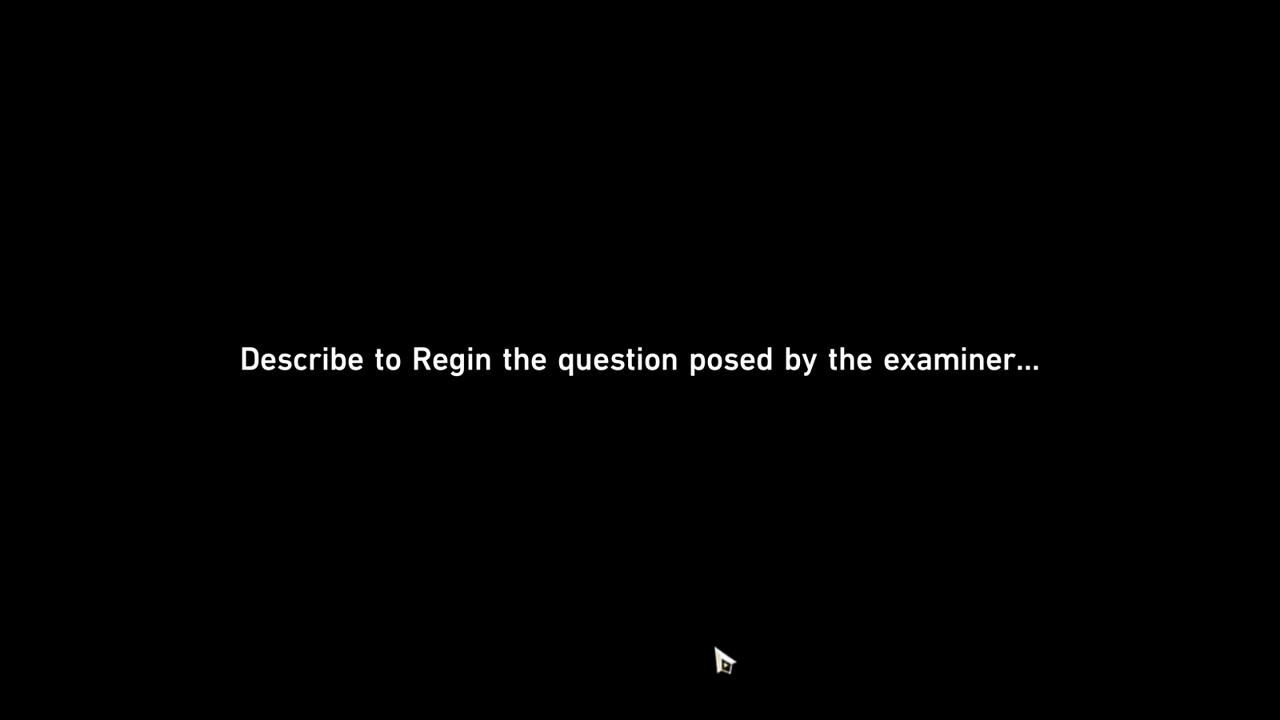 Describe to Regin the question posed by the examiner...